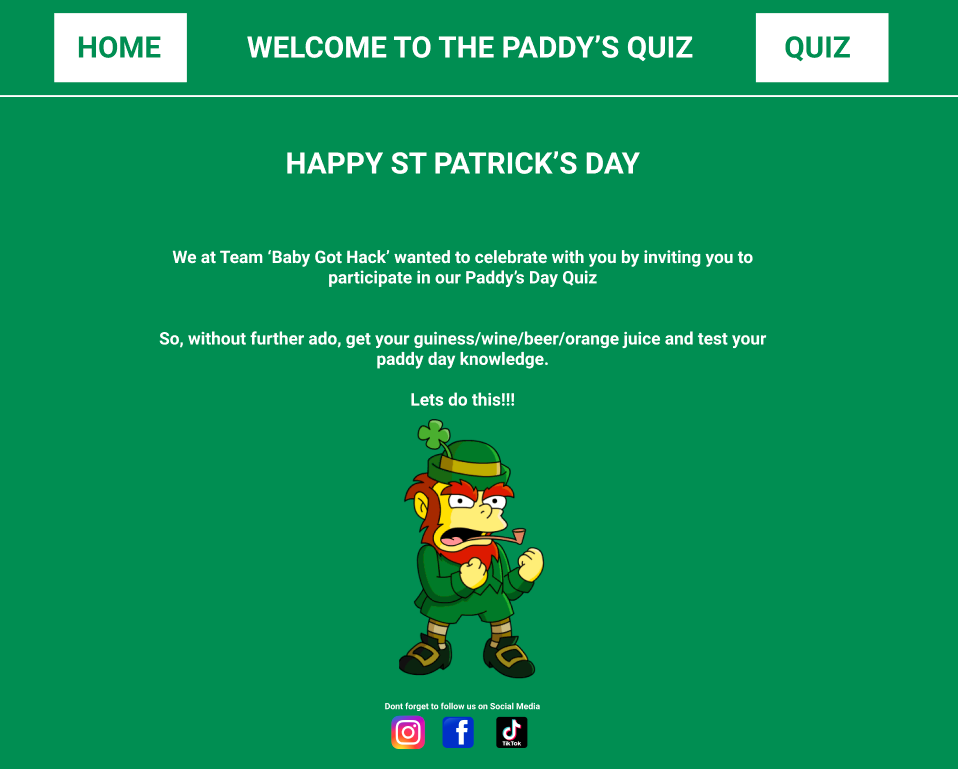 HOME
WELCOME TO THE PADDY’S QUIZ
QUIZ
HAPPY ST PATRICK’S DAY
We at Team ‘Baby Got Hack’ wanted to celebrate with you by inviting you to
participate in our Paddy’s Day Quiz
So, without further ado, get your guiness/wine/beer/orange juice and test your
paddy day knowledge.
Lets do this!!!
Dont forget to follow us on Social Media
TikTok